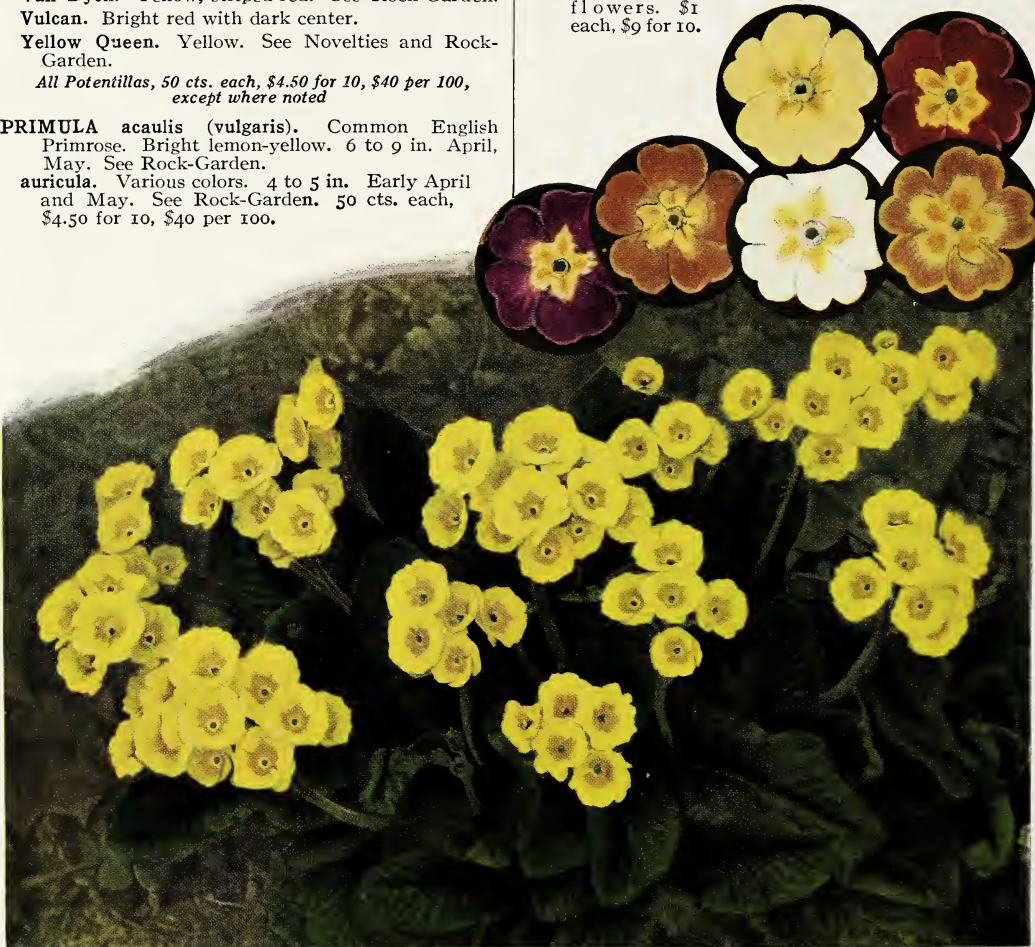 Vulcan. Bright red with dark center.
Yellow Queen. Yellow. See Novelties and Rock-
Garden.
All Potentillas, 50 cts. each, $4.50 for 10, $40 per 100,
except where noted
PRIMULA acaulis (vulgaris). Common English
Primrose. Bright lemon-yellow. 6 to 9 in. April,
May. See Rock-Garden.
auricula. Various colors. 4 to 5 in. Early April
and May. See Rock-Garden. 50 cts. each,
$4.50 for 10, $40 per 100.
flowers. $1
each, $9 for 10.